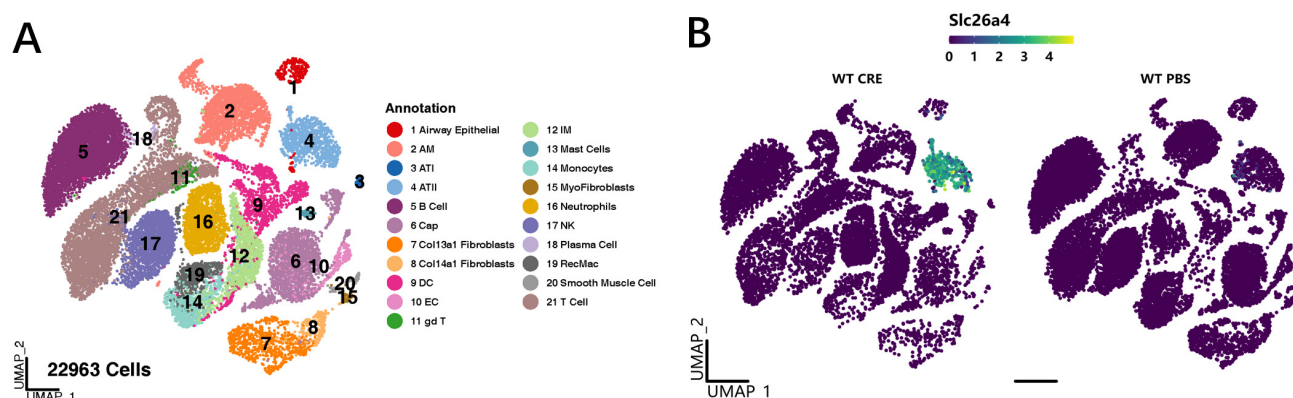 A
B
Slc26a4
0 1 2 3 4
WT CRE
WT PBS
Annotation
1 Airway Epithelial
2 AM
3 ATI
4 ATII
5 B Cell
6 Cap
7 Col13a1 Fibroblasts
8 Col14a1 Fibroblasts
9 DC
10 EC
11 gd T
12 IM
13 Mast Cells
14 Monocytes
15 MyoFibroblasts
16 Neutrophils
17 NK
18 Plasma Cell
19 RecMac
20 Smooth Muscle Cell
21 T Cell
1
2
18
4
5
11
3
9
13
21
16
17
12
6
10
19
20
14
15
8
7
22963 Cells
UMAP_2
UMAP_1
UMAP_2
UMAP_1